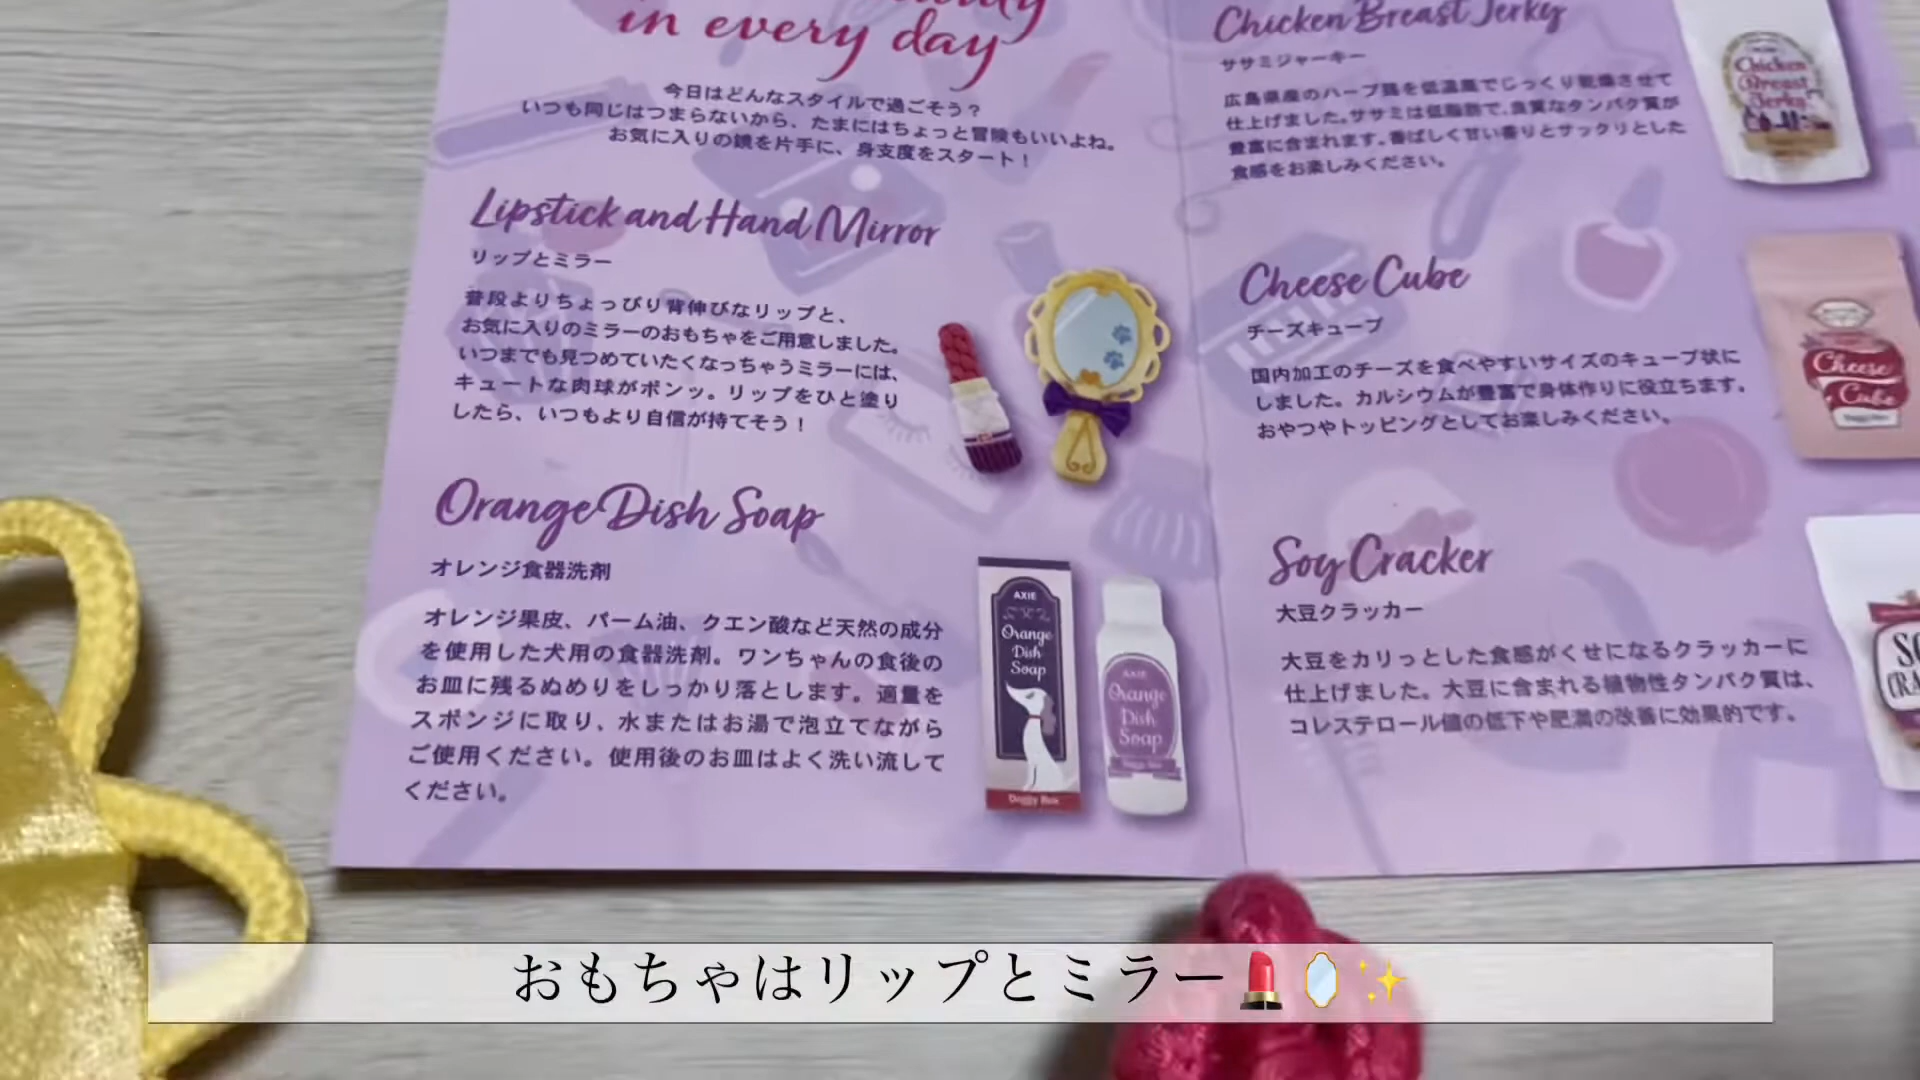 in every day
今日はどんなスタイルで過ごそう？
いつも同じはつまらないから、たまにはちょっと冒険もいいよね。
お気に入りの鏡を片手に、身支度をスタート！
Lipstick and Hand Mirror
リップとミラー
普段よりちょっぴり背伸びなリップと、
お気に入りのミラーのおもちゃをご用意しました。
いつまでも見つめていたくなっちゃうミラーには、
キュートな肉球がポンッ。リップをひと塗り
したら、いつもより自信が持てそう！
Orange Dish Soap
オレンジ食器洗剤
オレンジ果皮、パーム油、クエン酸など天然の成分
を使用した犬用の食器洗剤。ワンちゃんの食後の
お皿に残るぬめりをしっかり落とします。適量を
スポンジに取り、水またはお湯で泡立てながら
ご使用ください。使用後のお皿はよく洗い流して
ください。
AXIE
Orange
Dish
Soap
Doggy Box
AXIE
Orange
Dish
Soap
Chicken Breast Jerky
ササミジャーキー
広島県産のハーブ鶏を低温風でじっくり乾燥させて
仕上げました。ササミは低脂肪で、良質なタンパク質が
豊富に含まれます。香ばしく甘い香りとサックリとした
食感をお楽しみください。
Chicken
Breast
Jerky
Cheese Cube
チーズキューブ
国内加工のチーズを食べやすいサイズのキューブ状に
しました。カルシウムが豊富で身体作りに役立ちます。
おやつやトッピングとしてお楽しみください。
Cheese
Cube
Soy Cracker
大豆クラッカー
大豆をカリっとした食感がくせになるクラッカーに
仕上げました。大豆に含まれる植物性タンパク質は、
コレステロール値の低下や肥満の改善に効果的です。
おもちゃはリップとミラー💄🪞✨